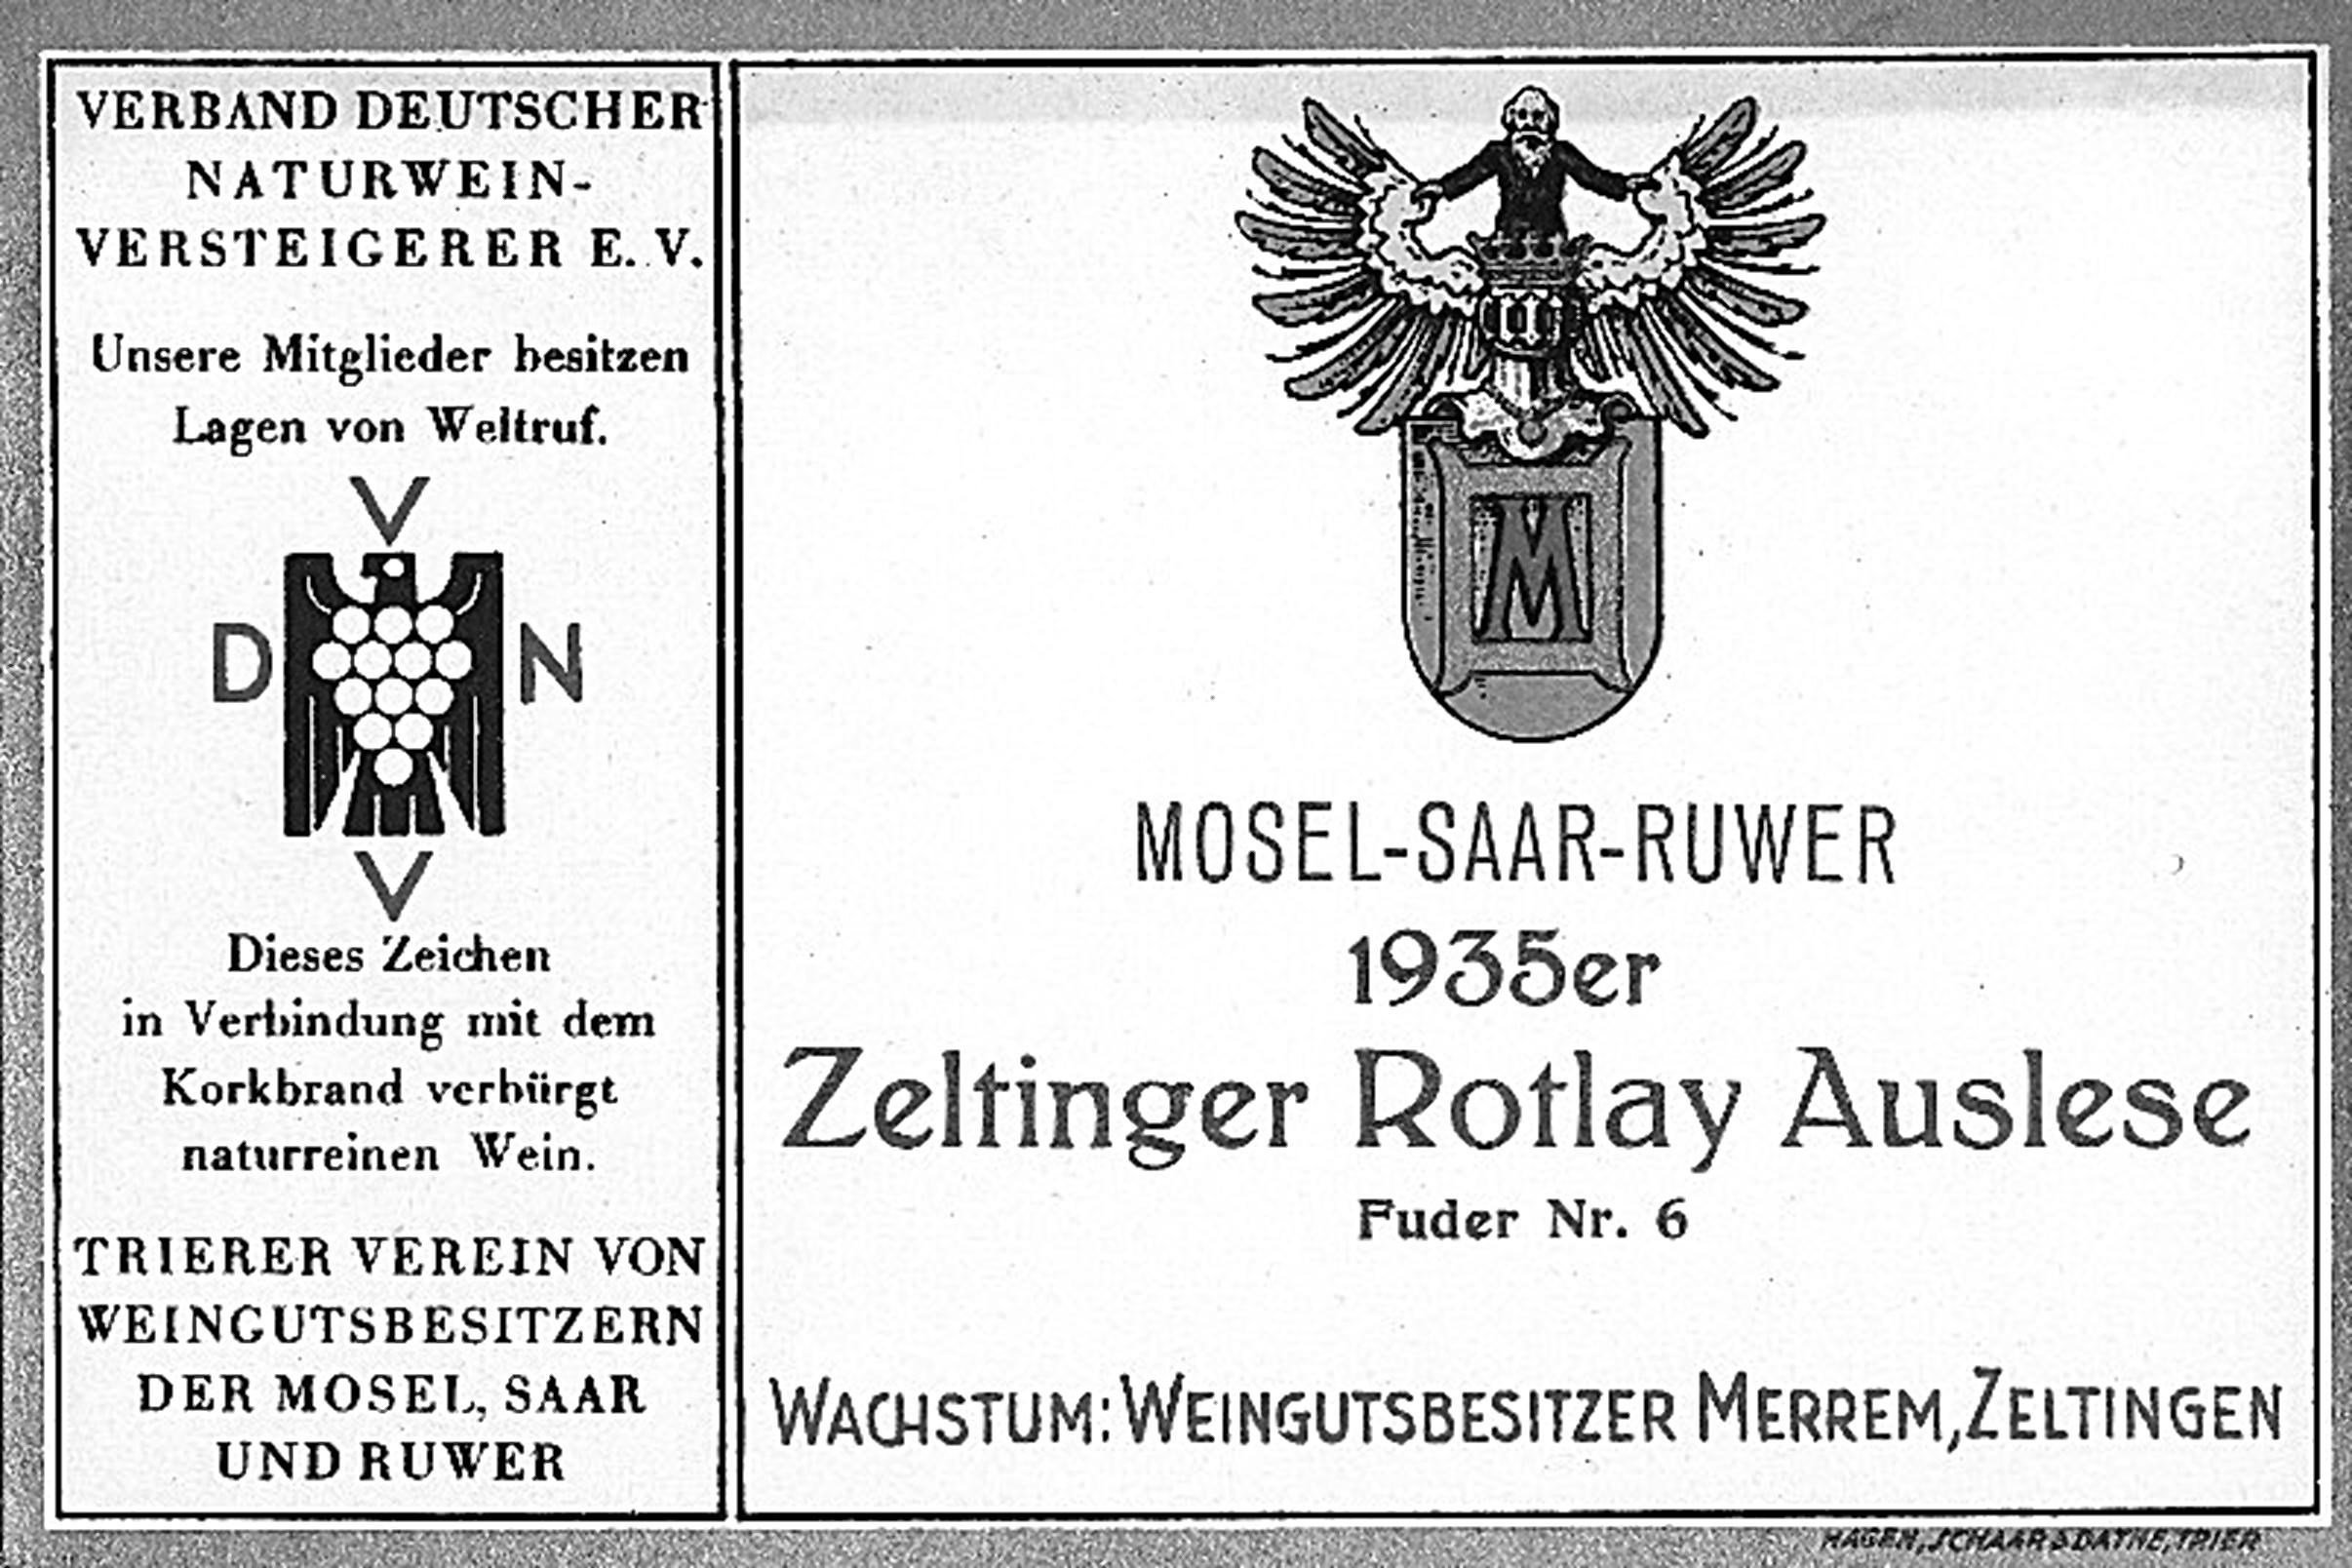 VERBAND DEUTSCHER
NATURWEIN-
VERSTEIGERER E. V.
Unsere Mitglieder besitzen
Lagen von Weltruf.
V
D N
V
Dieses Zeichen
in Verbindung mit dem
Korkbrand verbürgt
naturreinen Wein.
TRIERER VEREIN VON
WEINGUTSBESITZERN
DER MOSEL, SAAR
UND RUWER
M
MOSEL-SAAR-RUWER
1935er
Zeltinger Rotlay Auslese
Fuder Nr. 6
WACHSTUM: WEINGUTSBESITZER MERREM, ZELTINGEN
HAGEN, SCHAAR & DATHE, TRIER